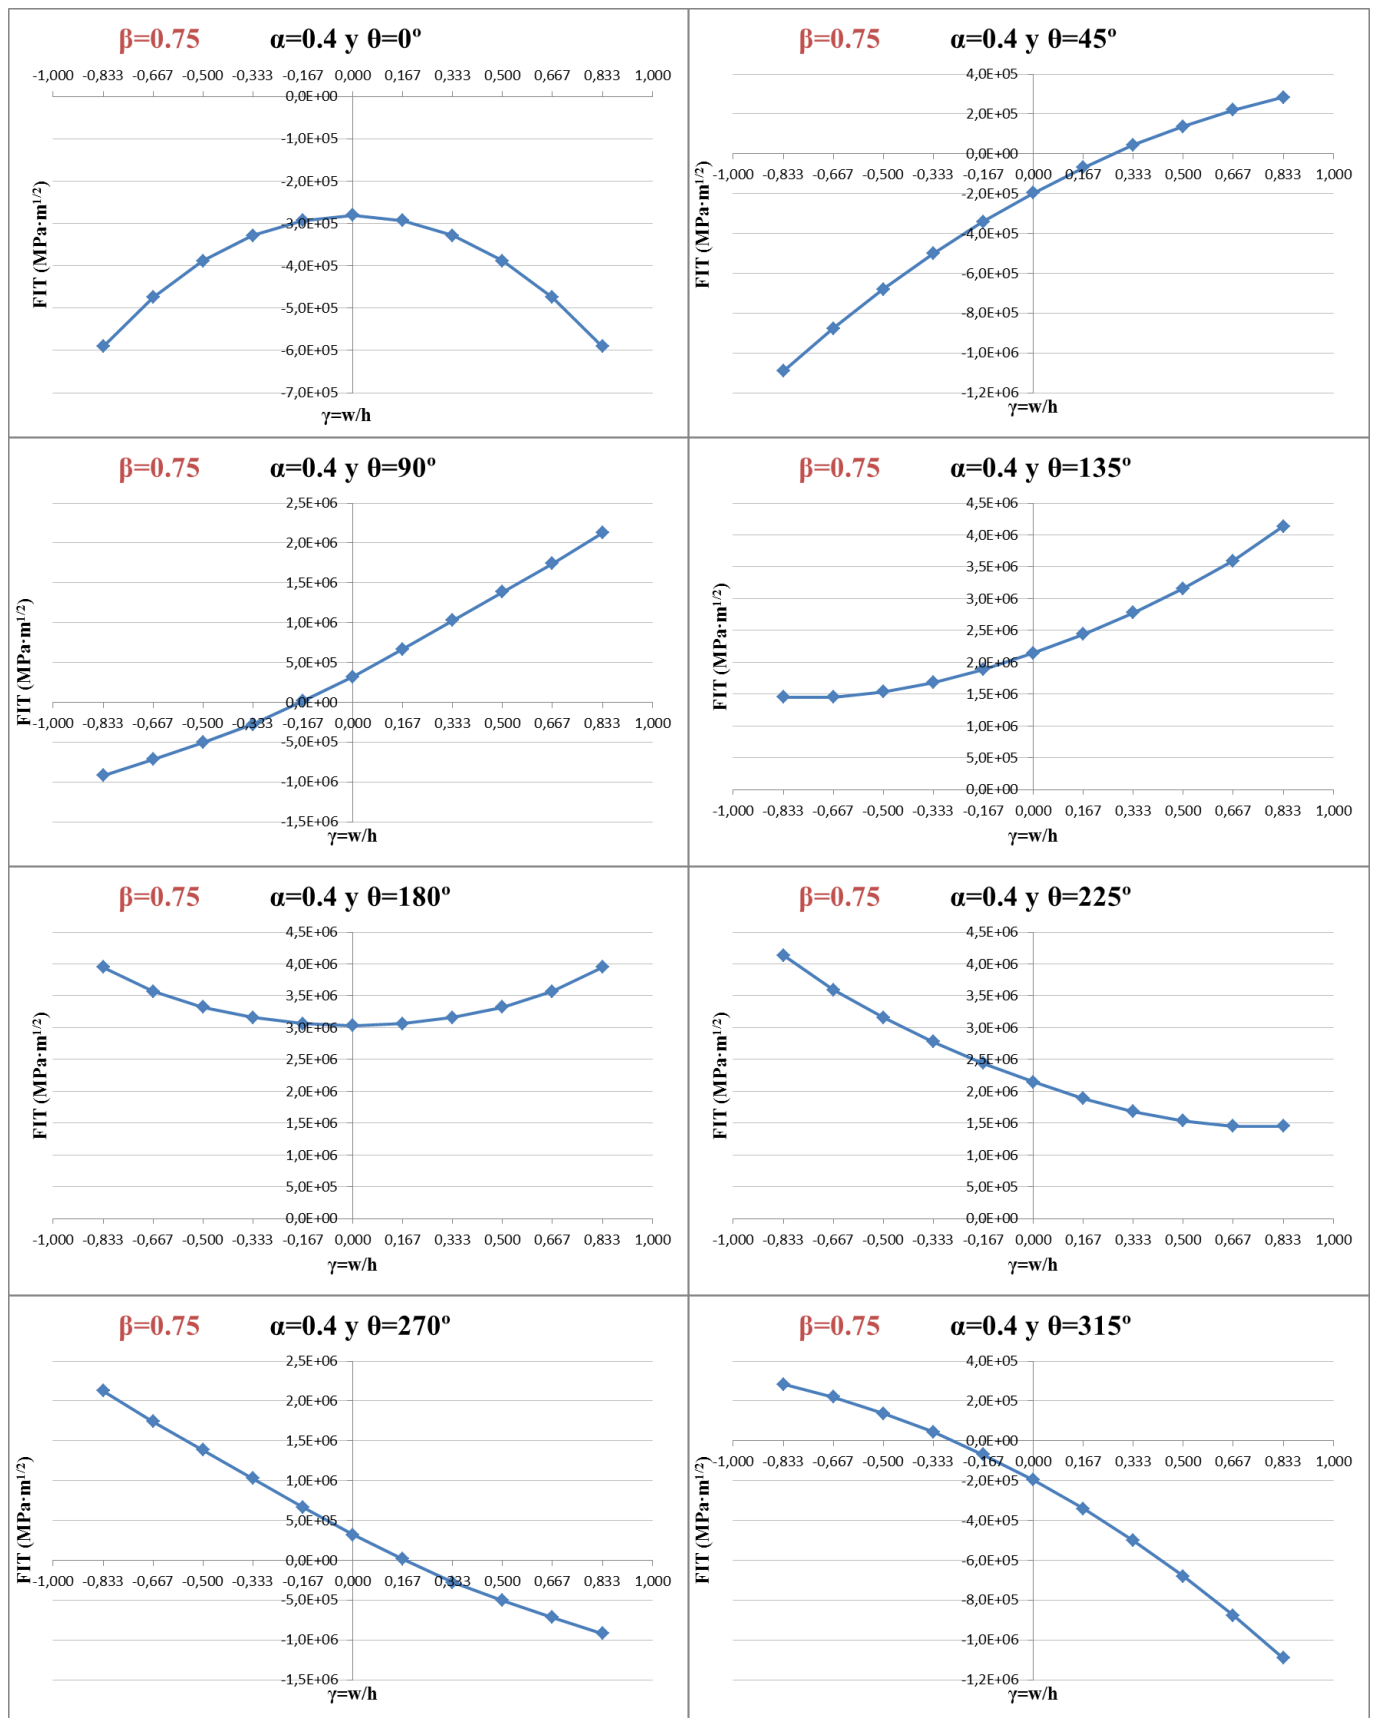 β=0.75 α=0.4 y θ=0º
-1,000 -0,833 -0,667 -0,500 -0,333 -0,167 0,000 0,167 0,333 0,500 0,667 0,833 1,000
0,0E+00
-1,0E+05
-2,0E+05
-3,0E+05
-4,0E+05
-5,0E+05
-6,0E+05
-7,0E+05
FIT (MPa·m1/2)
γ=w/h
β=0.75 α=0.4 y θ=45º
4,0E+05
2,0E+05
0,0E+00
-1,000 -0,833 -0,667 -0,500 -0,333 -0,167 0,000 0,167 0,333 0,500 0,667 0,833 1,000
-2,0E+05
-4,0E+05
-6,0E+05
-8,0E+05
-1,0E+06
-1,2E+06
FIT (MPa·m1/2)
γ=w/h
β=0.75 α=0.4 y θ=90º
2,5E+06
2,0E+06
1,5E+06
1,0E+06
5,0E+05
0,0E+00
-1,000 -0,833 -0,667 -0,500 -0,333 -0,167 0,000 0,167 0,333 0,500 0,667 0,833 1,000
-5,0E+05
-1,0E+06
-1,5E+06
FIT (MPa·m1/2)
γ=w/h
β=0.75 α=0.4 y θ=135º
4,5E+06
4,0E+06
3,5E+06
3,0E+06
2,5E+06
2,0E+06
1,5E+06
1,0E+06
5,0E+05
0,0E+00
-1,000 -0,833 -0,667 -0,500 -0,333 -0,167 0,000 0,167 0,333 0,500 0,667 0,833 1,000
FIT (MPa·m1/2)
γ=w/h
β=0.75 α=0.4 y θ=180º
4,5E+06
4,0E+06
3,5E+06
3,0E+06
2,5E+06
2,0E+06
1,5E+06
1,0E+06
5,0E+05
0,0E+00
-1,000 -0,833 -0,667 -0,500 -0,333 -0,167 0,000 0,167 0,333 0,500 0,667 0,833 1,000
FIT (MPa·m1/2)
γ=w/h
β=0.75 α=0.4 y θ=225º
4,5E+06
4,0E+06
3,5E+06
3,0E+06
2,5E+06
2,0E+06
1,5E+06
1,0E+06
5,0E+05
0,0E+00
-1,000 -0,833 -0,667 -0,500 -0,333 -0,167 0,000 0,167 0,333 0,500 0,667 0,833 1,000
FIT (MPa·m1/2)
γ=w/h
β=0.75 α=0.4 y θ=270º
2,5E+06
2,0E+06
1,5E+06
1,0E+06
5,0E+05
0,0E+00
-1,000 -0,833 -0,667 -0,500 -0,333 -0,167 0,000 0,167 0,333 0,500 0,667 0,833 1,000
-5,0E+05
-1,0E+06
-1,5E+06
FIT (MPa·m1/2)
γ=w/h
β=0.75 α=0.4 y θ=315º
4,0E+05
2,0E+05
0,0E+00
-1,000 -0,833 -0,667 -0,500 -0,333 -0,167 0,000 0,167 0,333 0,500 0,667 0,833 1,000
-2,0E+05
-4,0E+05
-6,0E+05
-8,0E+05
-1,0E+06
-1,2E+06
FIT (MPa·m1/2)
γ=w/h